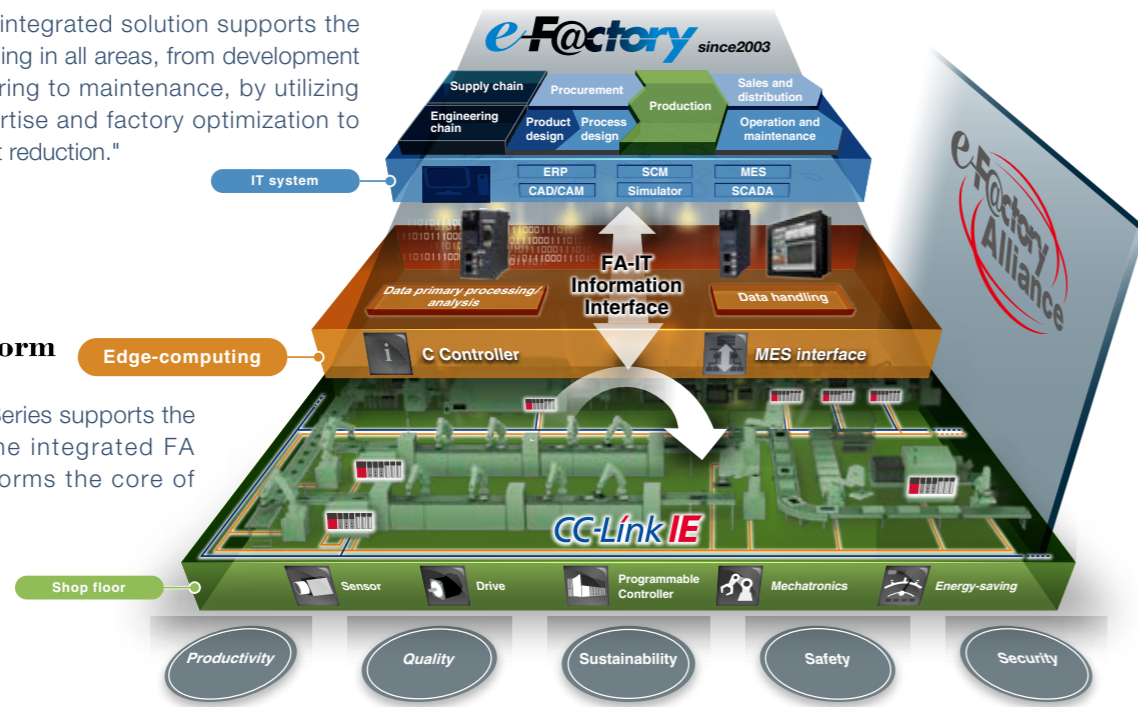 integrated solution supports the
ing in all areas, from development
ring to maintenance, by utilizing
rtise and factory optimization to
t reduction."
e-F@ctory since2003
Supply chain
Procurement
Production
Sales and
distribution
Engineering
chain
Product
design
Process
design
Operation and
maintenance
IT system
ERP
SCM
MES
CAD/CAM
Simulator
SCADA
e-F@ctory
Alliance
FA-IT
Information
Interface
Data primary processing/
analysis
Data handling
orm
Edge-computing
C Controller
MES interface
Series supports the
he integrated FA
orms the core of
CC-Link IE
Shop floor
Sensor
Drive
Programmable
Controller
Mechatronics
Energy-saving
Productivity
Quality
Sustainability
Safety
Security